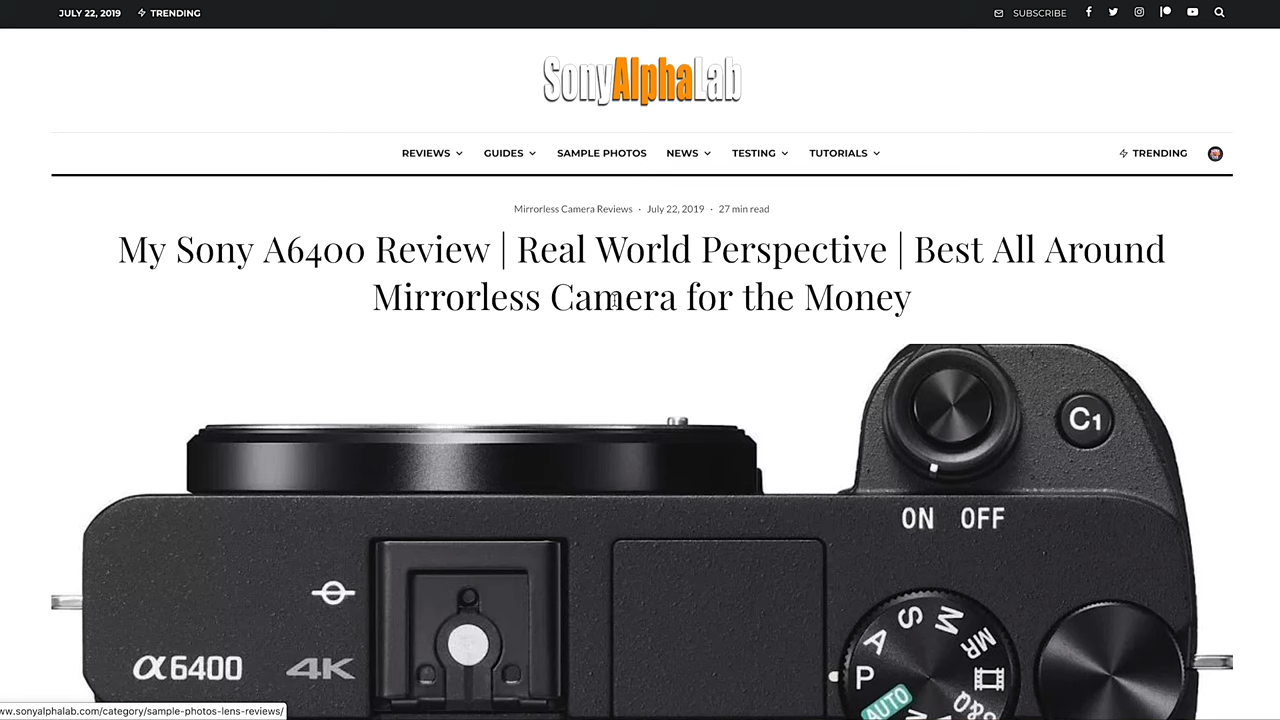 JULY 22, 2019 TRENDING SUBSCRIBE
SonyAlphaLab
REVIEWS GUIDES SAMPLE PHOTOS NEWS TESTING TUTORIALS TRENDING
Mirrorless Camera Reviews · July 22, 2019 · 27 min read
My Sony A6400 Review | Real World Perspective | Best All Around
Mirrorless Camera for the Money
C1
ON OFF
S M MR
A
P
α6400 4K
AUTO S&Q
ww.sonyalphalab.com/category/sample-photos-lens-reviews/